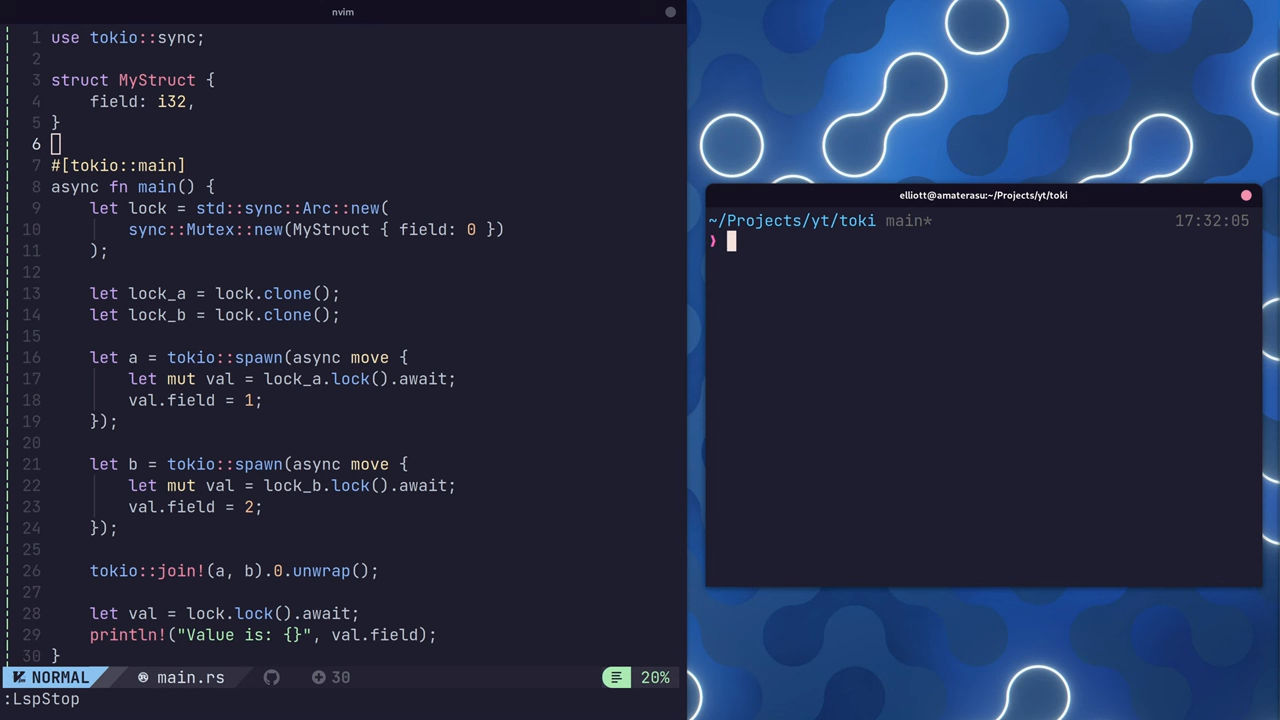 nvim
1 use tokio::sync;
2
3 struct MyStruct {
4     field: i32,
5 }
6
7 #[tokio::main]
8 async fn main() {
9     let lock = std::sync::Arc::new(
10         sync::Mutex::new(MyStruct { field: 0 })
11     );
12
13     let lock_a = lock.clone();
14     let lock_b = lock.clone();
15
16     let a = tokio::spawn(async move {
17         let mut val = lock_a.lock().await;
18         val.field = 1;
19     });
20
21     let b = tokio::spawn(async move {
22         let mut val = lock_b.lock().await;
23         val.field = 2;
24     });
25
26     tokio::join!(a, b).0.unwrap();
27
28     let val = lock.lock().await;
29     println!("Value is: {}", val.field);
30 }
NORMAL main.rs 30 20%
:LspStop
elliott@amaterasu:~/Projects/yt/toki
~/Projects/yt/toki main* 17:32:05
❯